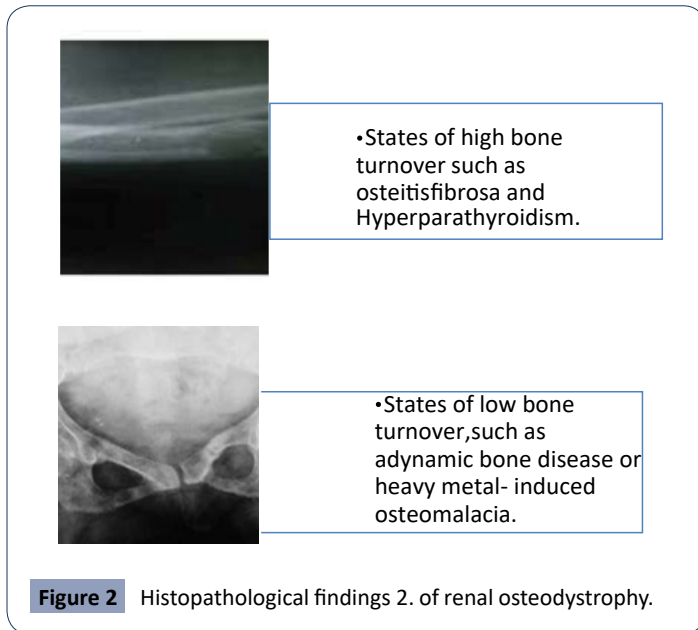 •States of high bone
turnover such as
osteitisfibrosa and
Hyperparathyroidism.
•States of low bone
turnover,such as
adynamic bone disease or
heavy metal- induced
osteomalacia.
Figure 2 Histopathological findings 2. of renal osteodystrophy.